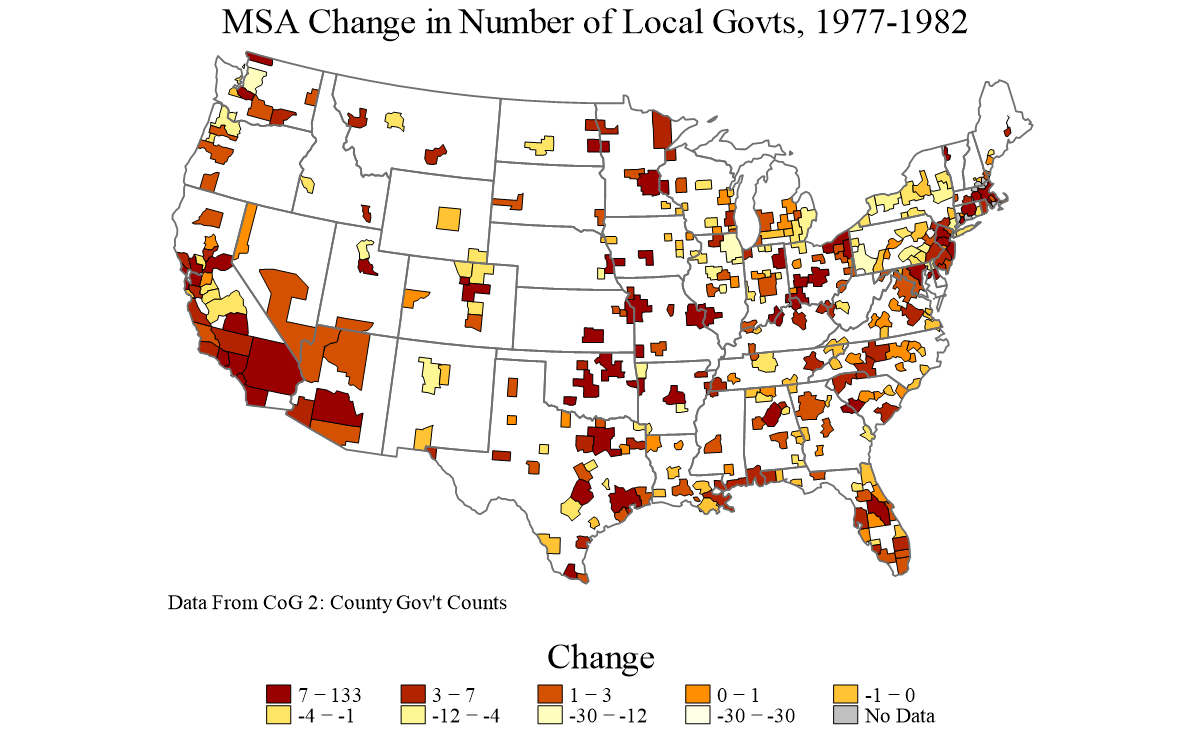 MSA Change in Number of Local Govts, 1977-1982
Data From CoG 2: County Gov't Counts
Change
7 − 133 3 − 7 1 − 3 0 − 1 -1 − 0
-4 − -1 -12 − -4 -30 − -12 -30 − -30 No Data